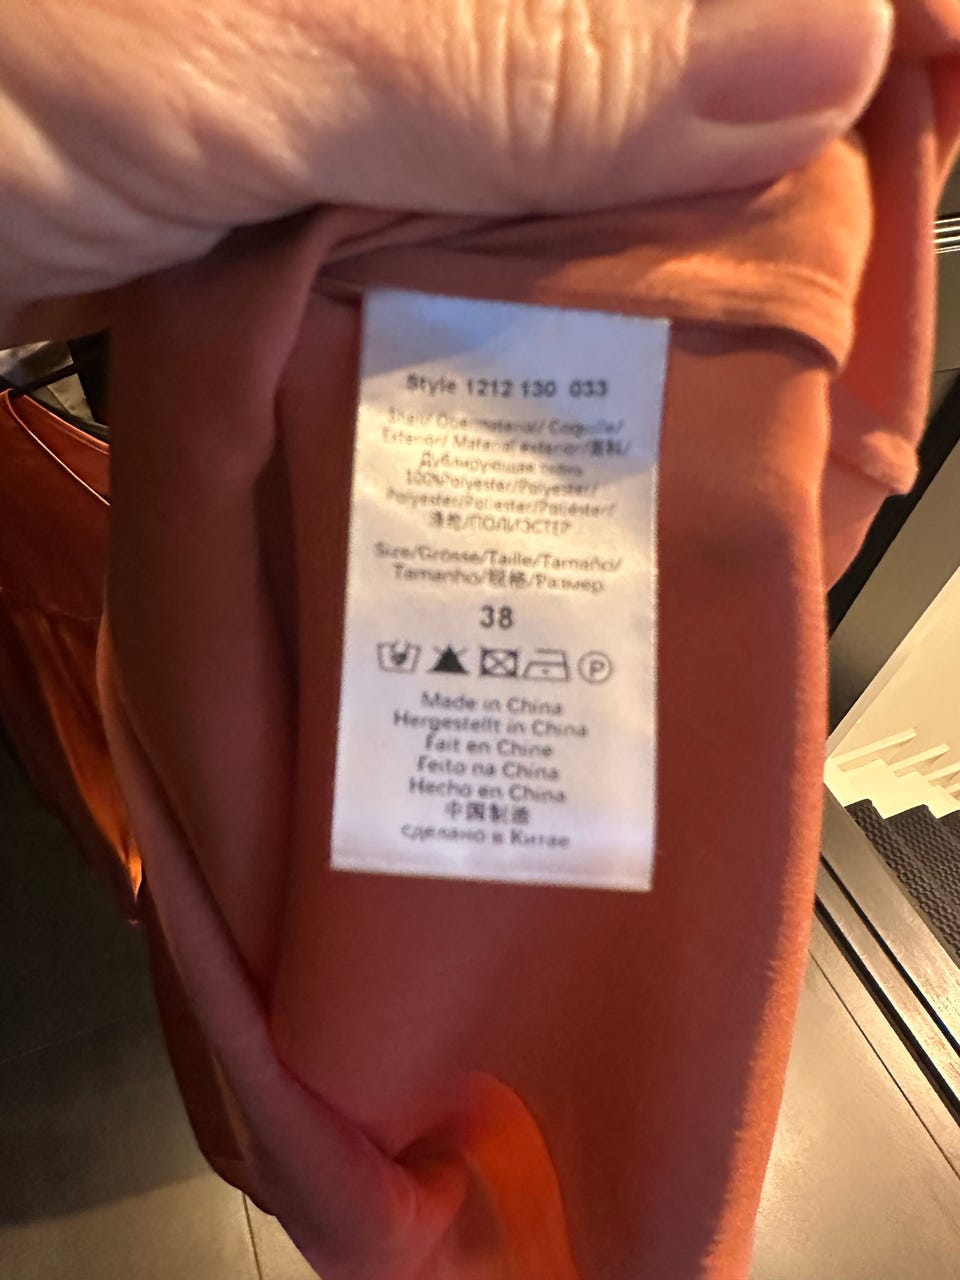 Style 1212 130 033
Shell/ Obermaterial/ Coquille/
Exterior/ Material exterior/面料/
Дублирующая ткань
100%Polyester/Polyester/
Polyester/Poliester/Poliéster/
涤纶/ПОЛИЭСТЕР
Size/Grösse/Taille/Tamaño/
Tamanho/规格/Размер
38
P
Made in China
Hergestellt in China
Fait en Chine
Feito na China
Hecho en China
中国制造
сделано в Китае